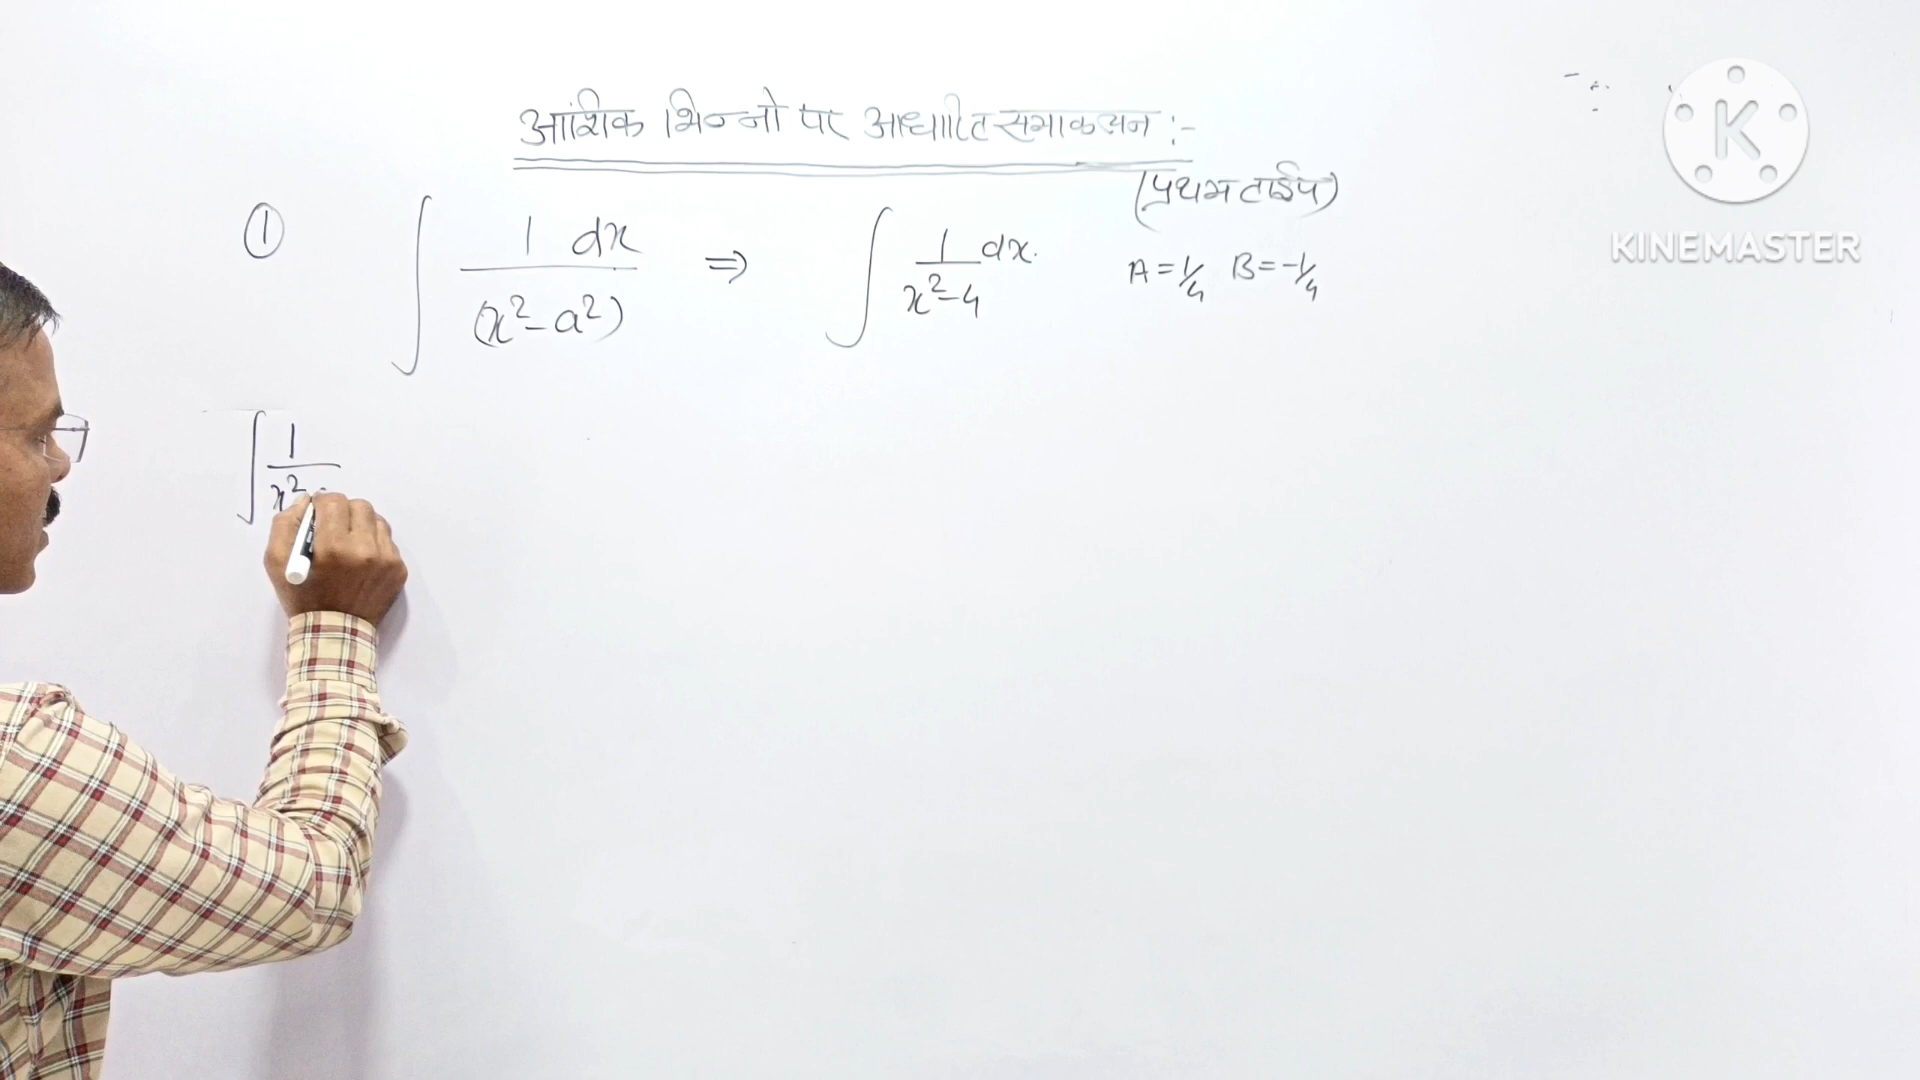 आंशिक भिन्नो पर आधारित समाकलन :-
(प्रथम टाईप)
① ∫ 1 dx / (x² - a²) ⇒ ∫ 1/(x² - 4) dx. A = 1/4 B = -1/4
∫ 1/x²
K
KINEMASTER